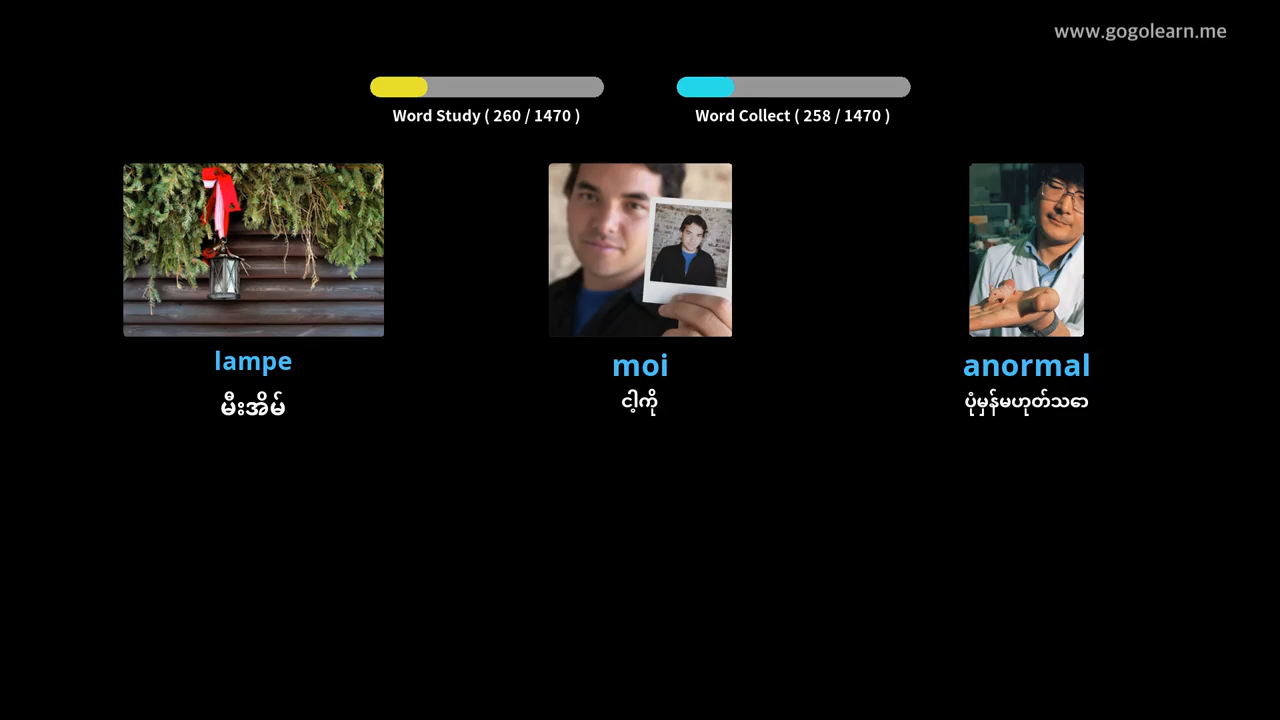 www.gogolearn.me
Word Study ( 260 / 1470 )
Word Collect ( 258 / 1470 )
lampe
moi
anormal
မီးအိမ်
ငါ့ကို
ပုံမှန်မဟုတ်သော